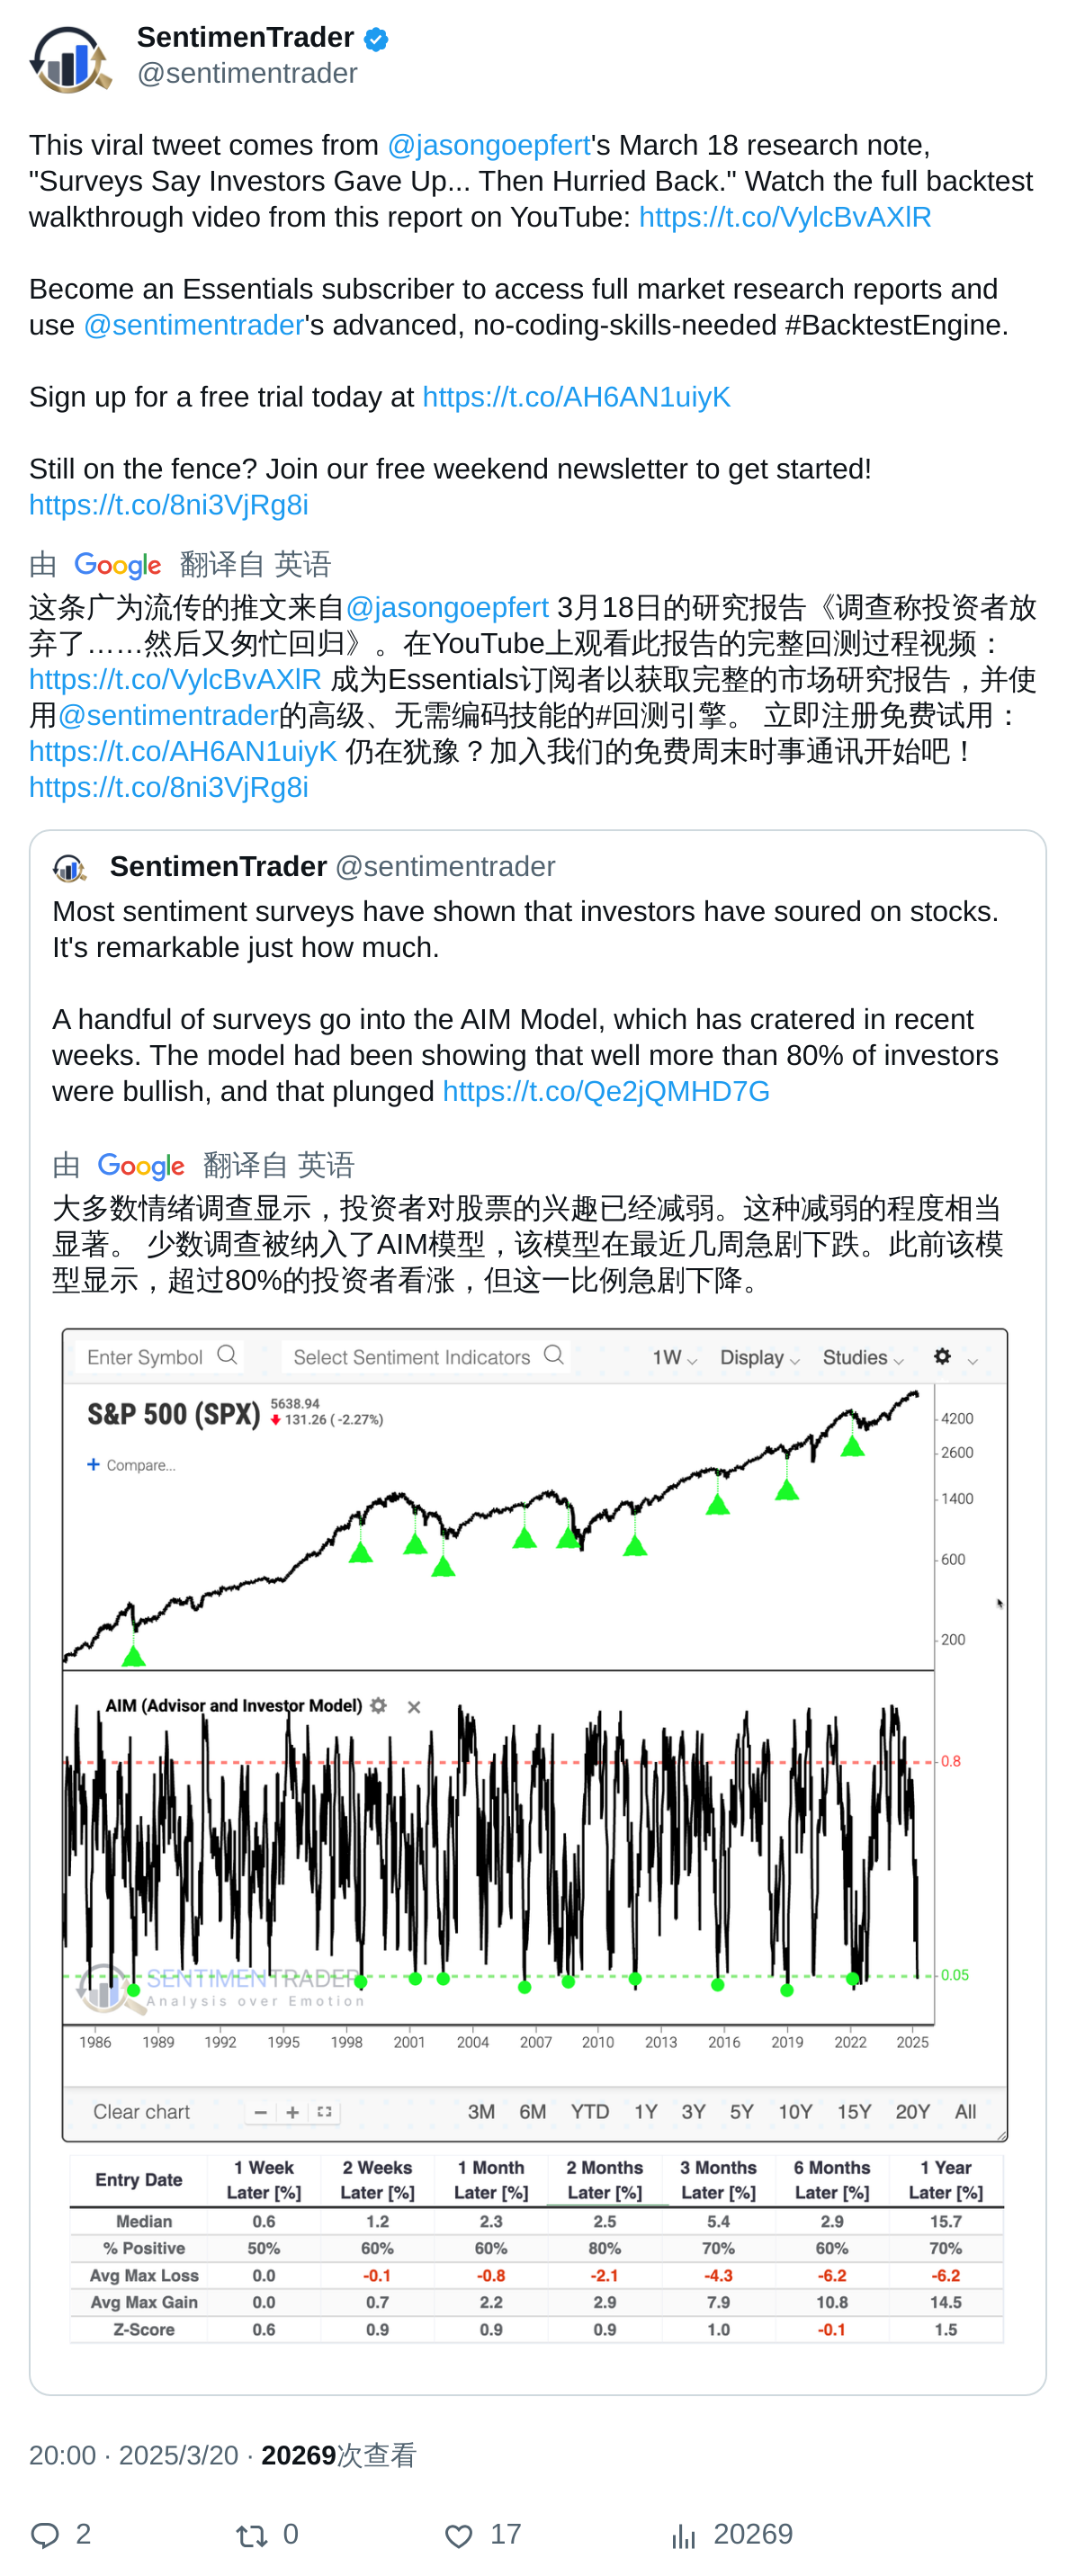 SentimenTrader
@sentimentrader
This viral tweet comes from @jasongoepfert's March 18 research note,
"Surveys Say Investors Gave Up... Then Hurried Back." Watch the full backtest
walkthrough video from this report on YouTube: https://t.co/VylcBvAXlR
Become an Essentials subscriber to access full market research reports and
use @sentimentrader's advanced, no-coding-skills-needed #BacktestEngine.
Sign up for a free trial today at https://t.co/AH6AN1uiyK
Still on the fence? Join our free weekend newsletter to get started!
https://t.co/8ni3VjRg8i
由 Google 翻译自 英语
这条广为流传的推文来自@jasongoepfert 3月18日的研究报告《调查称投资者放
弃了……然后又匆忙回归》。在YouTube上观看此报告的完整回测过程视频：
https://t.co/VylcBvAXlR 成为Essentials订阅者以获取完整的市场研究报告，并使
用@sentimentrader的高级、无需编码技能的#回测引擎。 立即注册免费试用：
https://t.co/AH6AN1uiyK 仍在犹豫？加入我们的免费周末时事通讯开始吧！
https://t.co/8ni3VjRg8i
SentimenTrader @sentimentrader
Most sentiment surveys have shown that investors have soured on stocks.
It's remarkable just how much.
A handful of surveys go into the AIM Model, which has cratered in recent
weeks. The model had been showing that well more than 80% of investors
were bullish, and that plunged https://t.co/Qe2jQMHD7G
由 Google 翻译自 英语
大多数情绪调查显示，投资者对股票的兴趣已经减弱。这种减弱的程度相当
显著。 少数调查被纳入了AIM模型，该模型在最近几周急剧下跌。此前该模
型显示，超过80%的投资者看涨，但这一比例急剧下降。
Enter Symbol Select Sentiment Indicators 1W Display Studies
S&P 500 (SPX) 5638.94
131.26 ( -2.27%)
+ Compare...
4200
2600
1400
600
200
AIM (Advisor and Investor Model)
0.8
0.05
SENTIMENTRADER
Analysis over Emotion
1986 1989 1992 1995 1998 2001 2004 2007 2010 2013 2016 2019 2022 2025
Clear chart − + 3M 6M YTD 1Y 3Y 5Y 10Y 15Y 20Y All
Entry Date 1 Week Later [%] 2 Weeks Later [%] 1 Month Later [%] 2 Months Later [%] 3 Months Later [%] 6 Months Later [%] 1 Year Later [%]
Median 0.6 1.2 2.3 2.5 5.4 2.9 15.7
% Positive 50% 60% 60% 80% 70% 60% 70%
Avg Max Loss 0.0 -0.1 -0.8 -2.1 -4.3 -6.2 -6.2
Avg Max Gain 0.0 0.7 2.2 2.9 7.9 10.8 14.5
Z-Score 0.6 0.9 0.9 0.9 1.0 -0.1 1.5
20:00 · 2025/3/20 · 20269次查看
2 0 17 20269